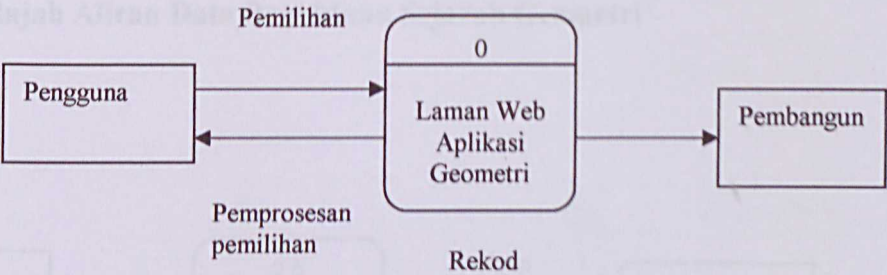 Pemilihan
0
Pengguna
Laman Web
Aplikasi
Geometri
Pembangun
Pemprosesan
pemilihan
Rekod